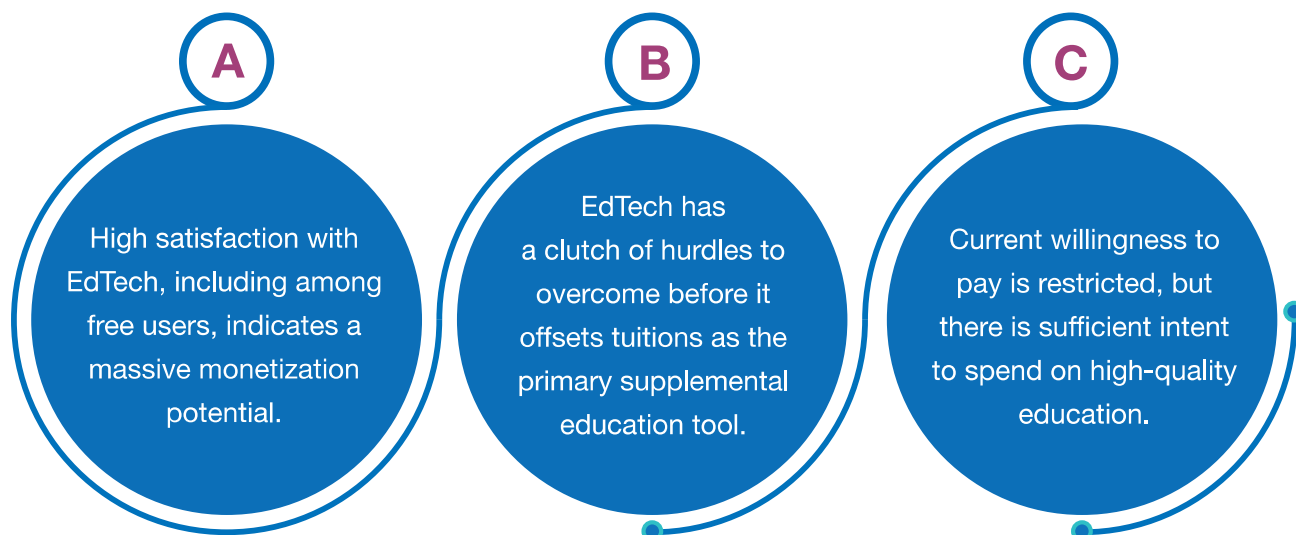 A
High satisfaction with
EdTech, including among
free users, indicates a
massive monetization
potential.
B
EdTech has
a clutch of hurdles to
overcome before it
offsets tuitions as the
primary supplemental
education tool.
C
Current willingness to
pay is restricted, but
there is sufficient intent
to spend on high-quality
education.